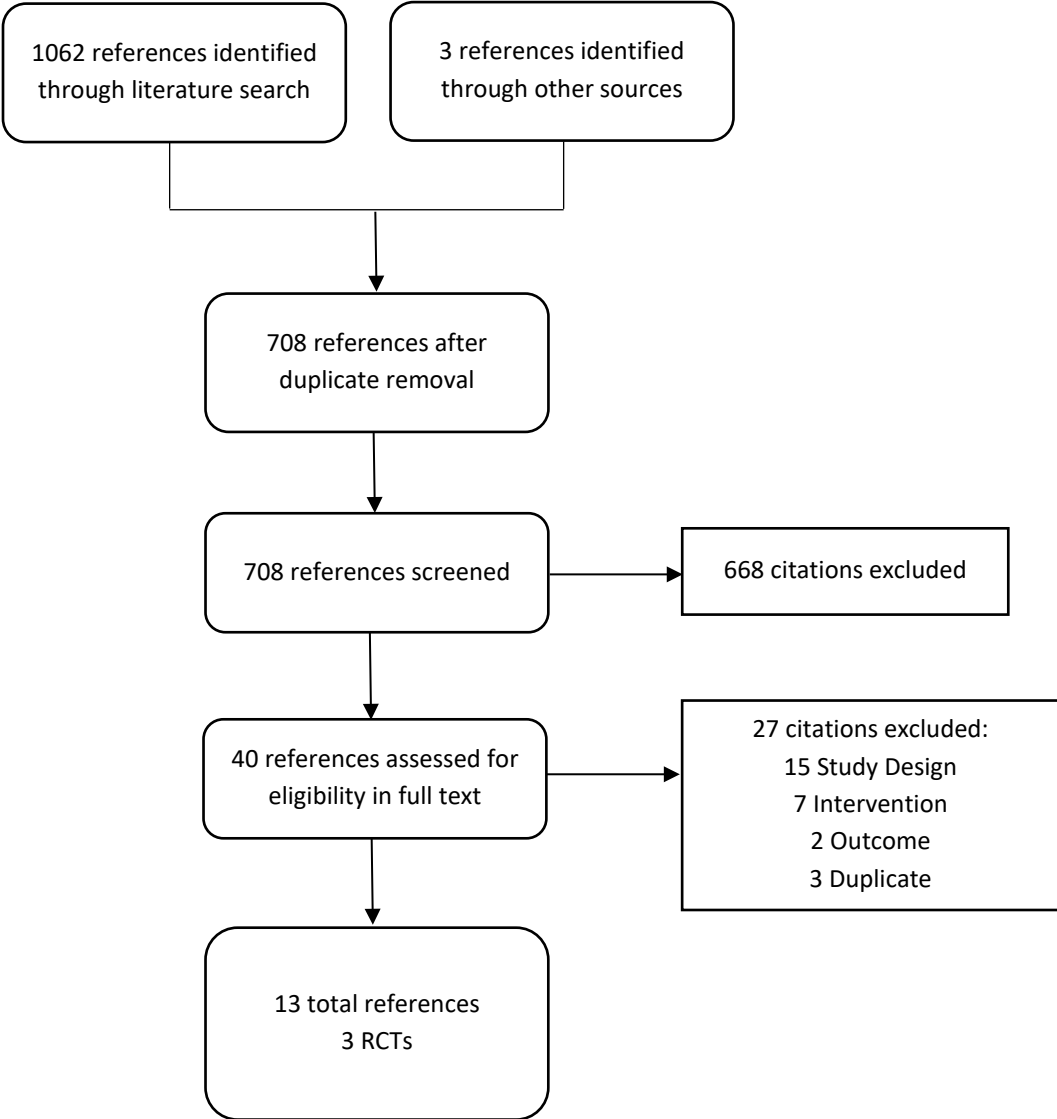 1062 references identified
through literature search
3 references identified
through other sources
708 references after
duplicate removal
708 references screened
668 citations excluded
40 references assessed for
eligibility in full text
27 citations excluded:
15 Study Design
7 Intervention
2 Outcome
3 Duplicate
13 total references
3 RCTs